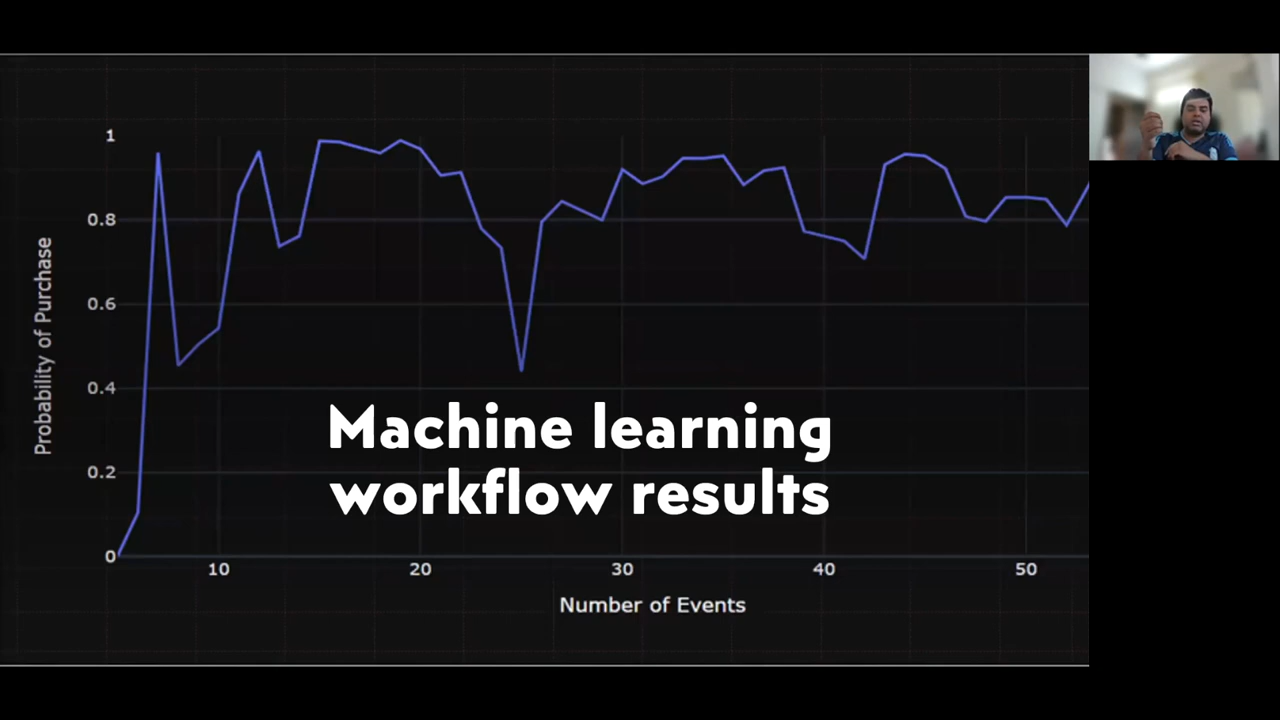 1
0.8
0.6
0.4
0.2
0
Probability of Purchase
Machine learning
workflow results
10 20 30 40 50
Number of Events